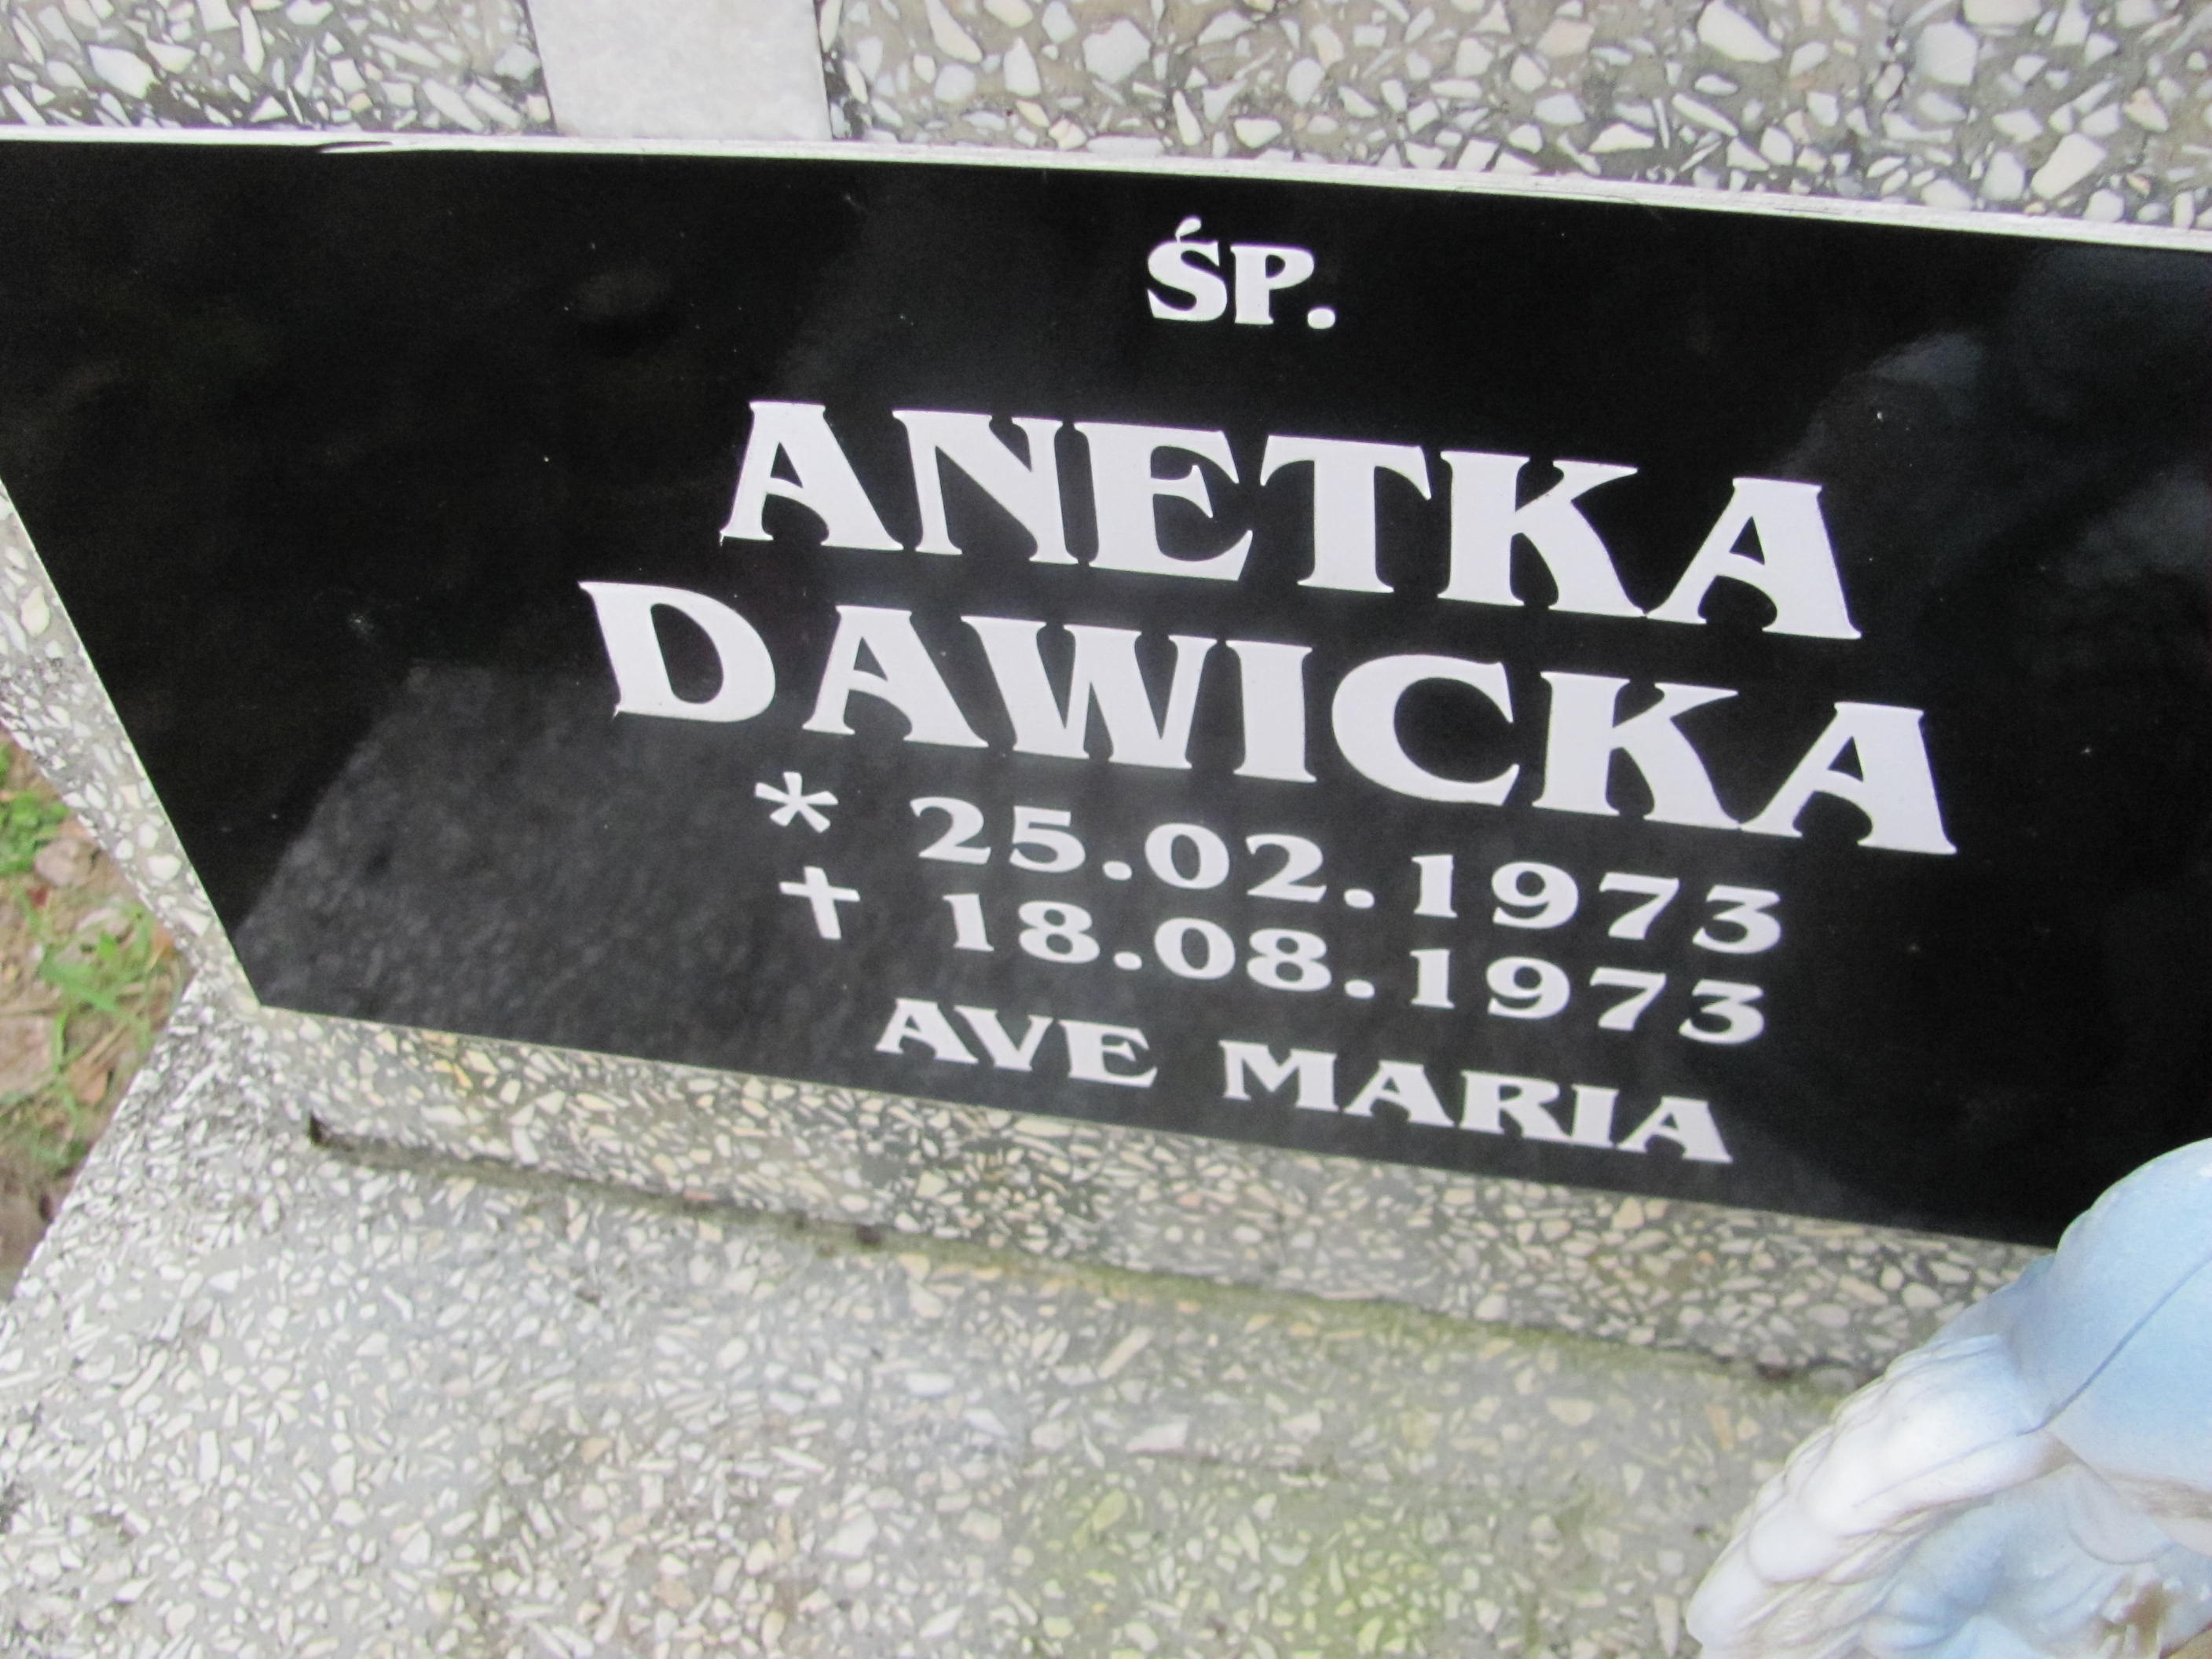 ŚP.
ANETKA
DAWICKA
* 25.02.1973
† 18.08.1973
AVE MARIA